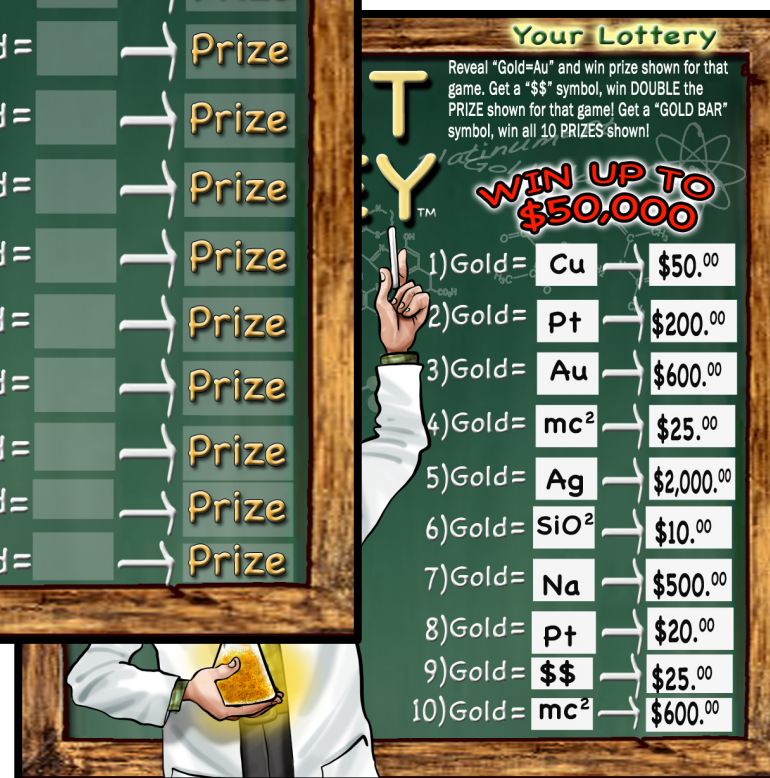 d=
Prize
d=
Prize
d=
Prize
d=
Prize
d=
Prize
d=
Prize
d=
Prize
d=
Prize
d=
Prize
Your Lottery
Reveal “Gold=Au” and win prize shown for that
game. Get a “$$” symbol, win DOUBLE the
PRIZE shown for that game! Get a “GOLD BAR”
symbol, win all 10 PRIZES shown!
T
Y™
WIN UP TO
$50,000
1)Gold= Cu $50.00
2)Gold= Pt $200.00
3)Gold= Au $600.00
4)Gold= mc² $25.00
5)Gold= Ag $2,000.00
6)Gold= SiO² $10.00
7)Gold= Na $500.00
8)Gold= Pt $20.00
9)Gold= $$ $25.00
10)Gold= mc² $600.00